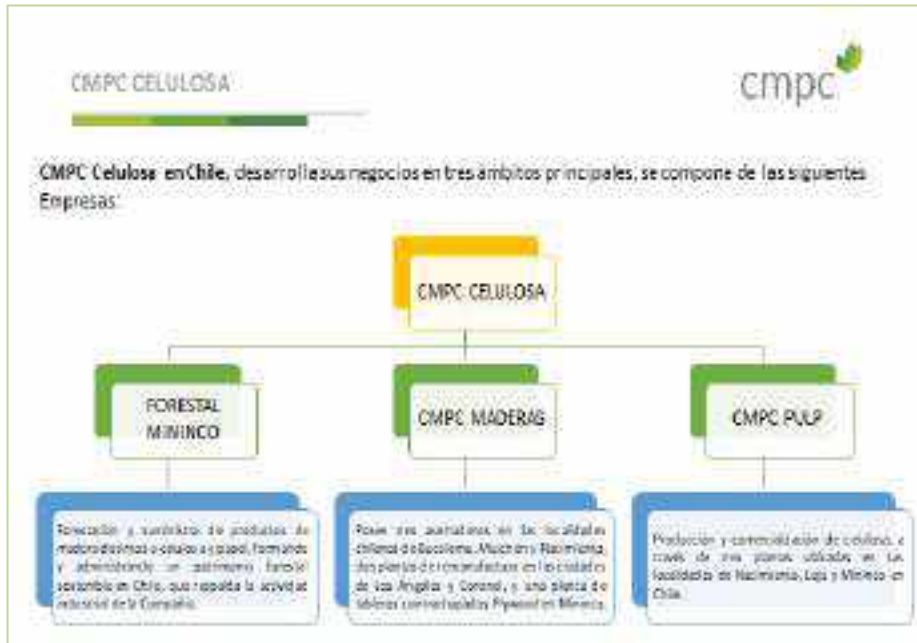 CMPC CELULOSA
cmpc
CMPC Celulosa en Chile, desarrolla sus negocios en tres ámbitos principales, se compone de las siguientes
Empresas:
CMPC CELULOSA
FORESTAL
MININCO
CMPC MADERAS
CMPC PULP
Forestación y suministro de productos de
madera destinados a celulosa y papel, formando
y administrando un patrimonio forestal
sostenible en Chile, que respalda la actividad
industrial de la Compañía.
Posee tres aserraderos en las localidades
chilenas de Bucalemu, Mulchén y Nacimiento,
dos plantas de remanufactura en las ciudades
de Los Ángeles y Coronel, y una planta de
tableros contrachapados Plywood en Mininco.
Producción y comercialización de celulosa, a
través de tres plantas ubicadas en las
localidades de Nacimiento, Laja y Mininco en
Chile.